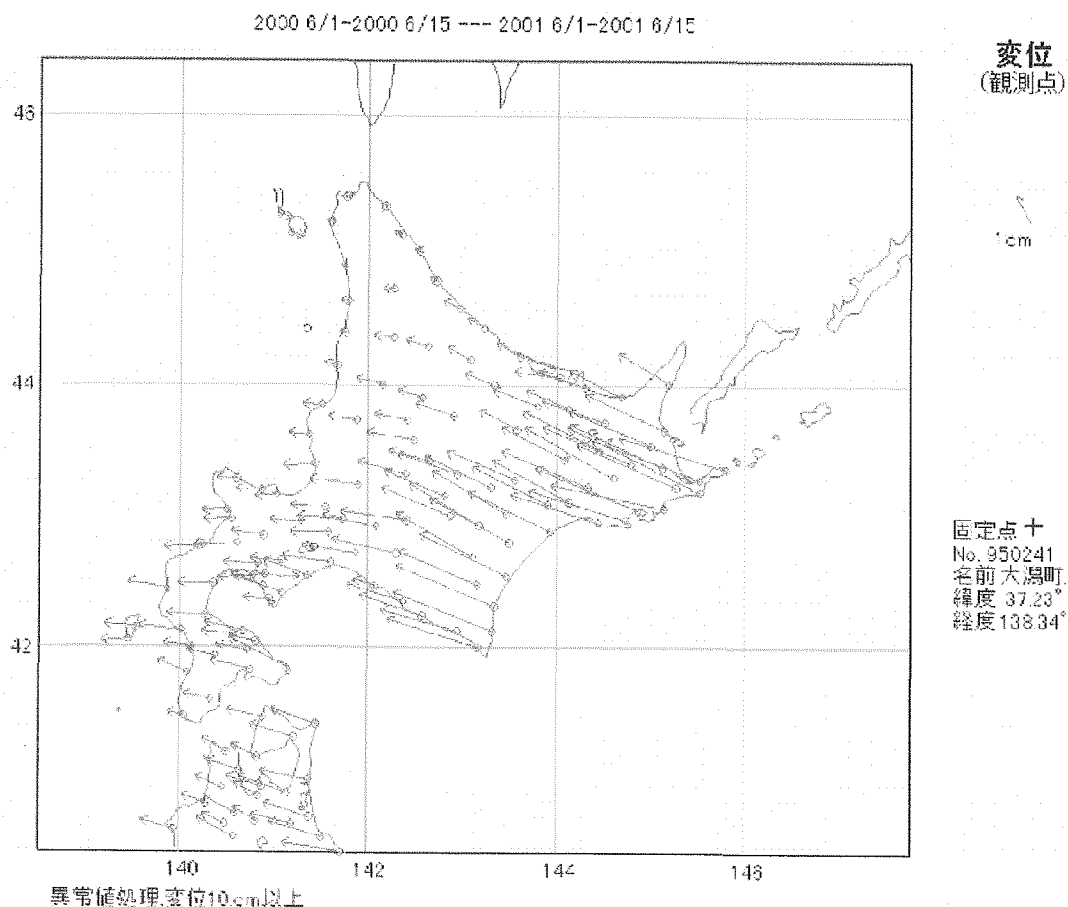 2000 6/1-2000 6/15 --- 2001 6/1-2001 6/15
変位
(観測点)
46
1cm
44
固定点 +
No. 950241
名前 大潟町
緯度 37.23°
経度 138.34°
42
140
142
144
146
異常値処理,変位10cm以上